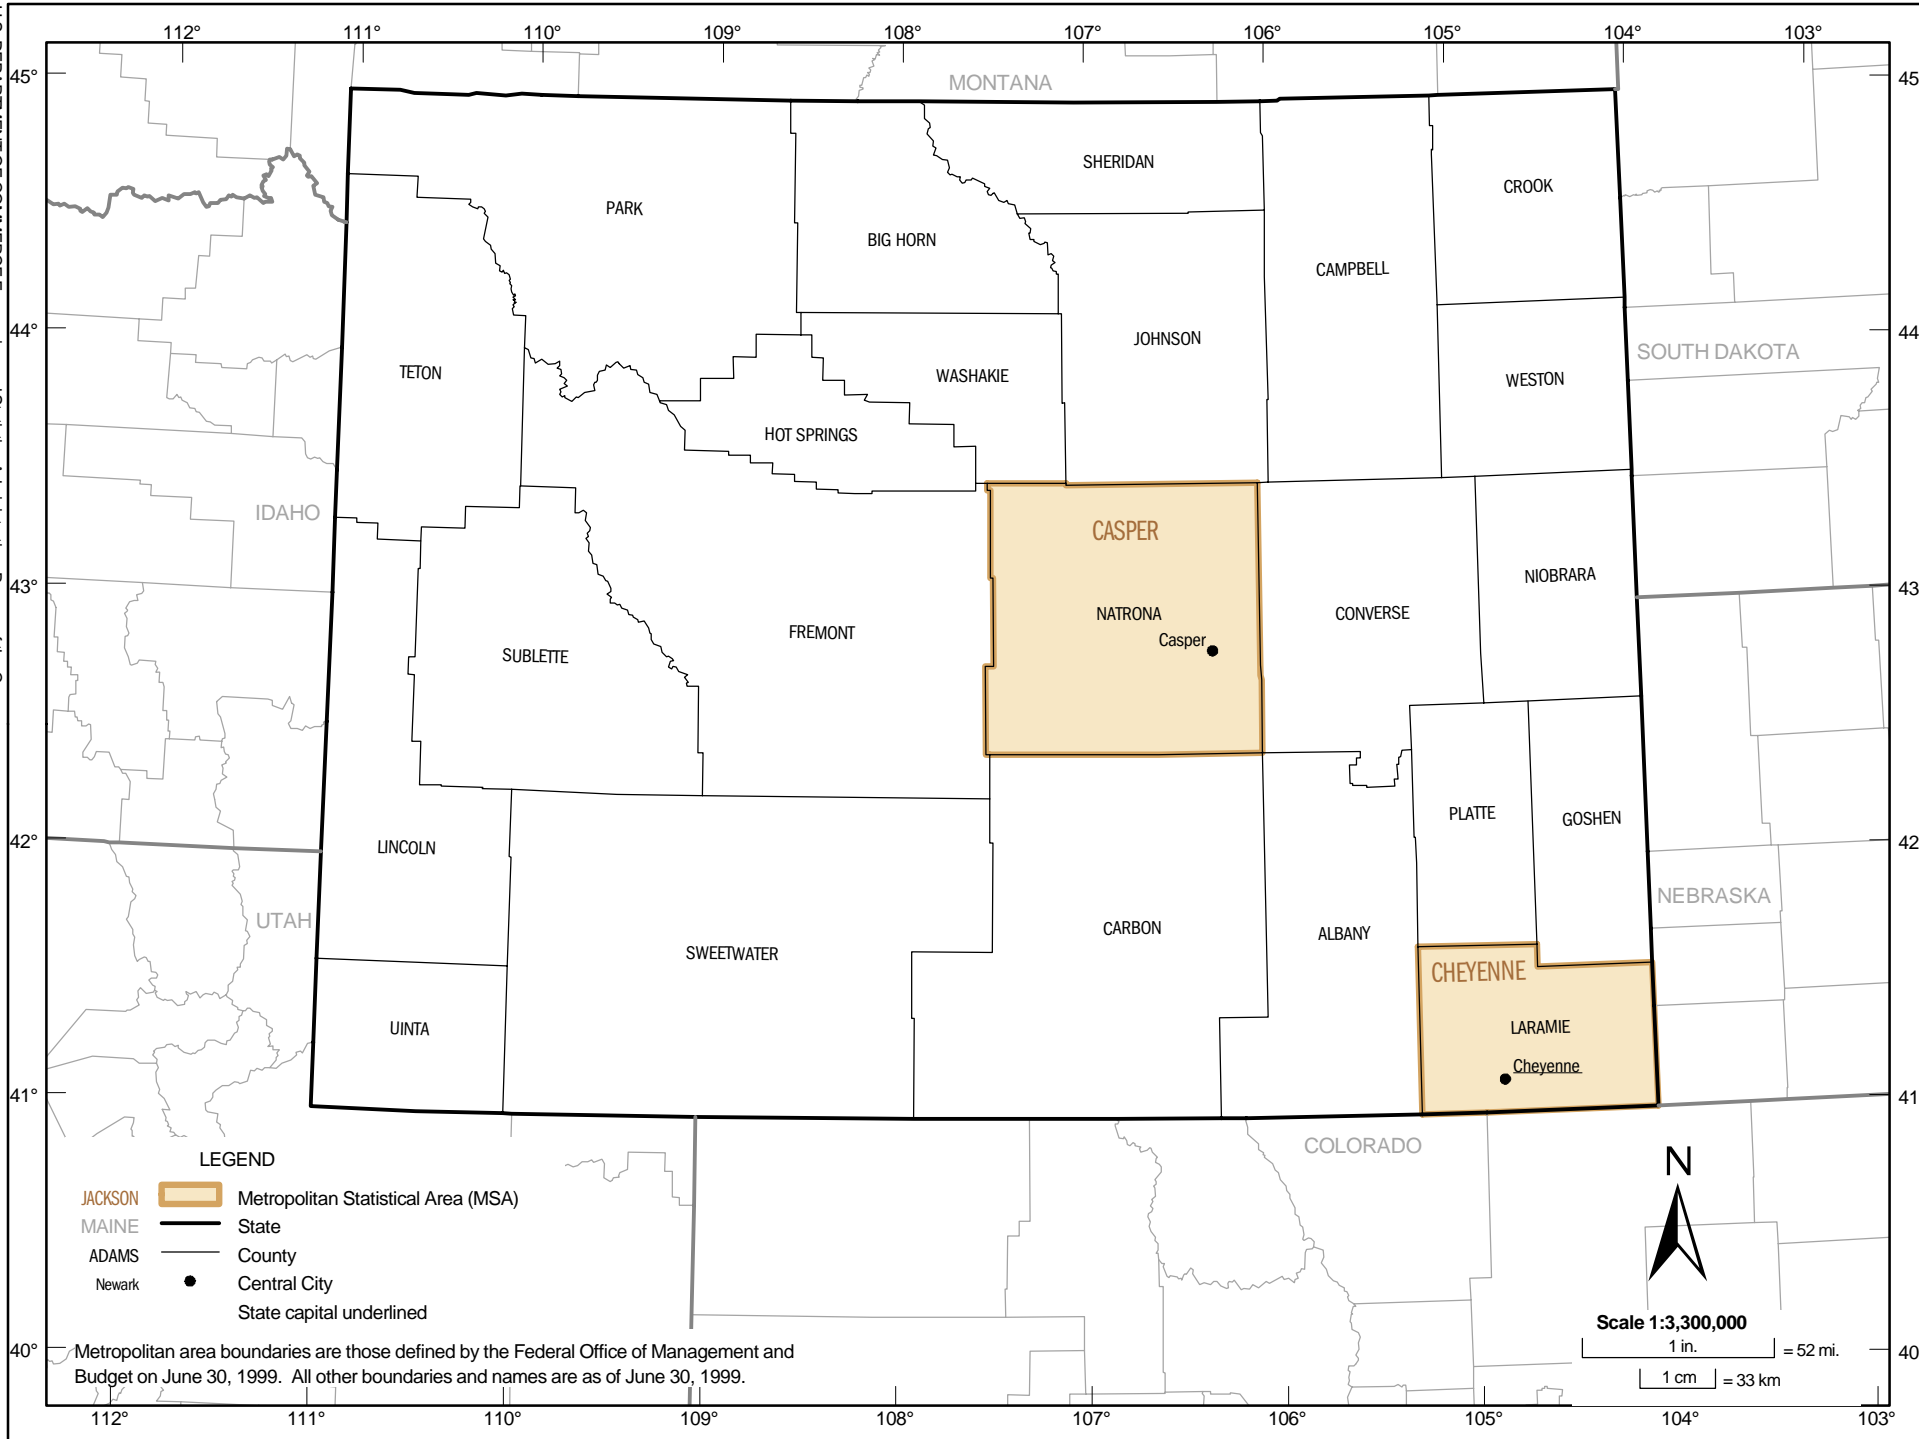 112° 111° 110° 109° 108° 107° 106° 105° 104° 103°
45° 45
MONTANA
SHERIDAN
CROOK
PARK
BIG HORN
CAMPBELL
44° 44
JOHNSON
SOUTH DAKOTA
TETON
WASHAKIE
WESTON
HOT SPRINGS
IDAHO
CASPER
43° 43
NIOBRARA
NATRONA
CONVERSE
FREMONT
Casper
SUBLETTE
PLATTE
GOSHEN
42° 42
LINCOLN
NEBRASKA
UTAH
CARBON
ALBANY
SWEETWATER
CHEYENNE
UINTA
LARAMIE
Cheyenne
41° 41
COLORADO
LEGEND
JACKSON Metropolitan Statistical Area (MSA)
MAINE State
ADAMS County
Newark Central City
State capital underlined
N
Scale 1:3,300,000
1 in. = 52 mi.
1 cm = 33 km
40° 40
Metropolitan area boundaries are those defined by the Federal Office of Management and
Budget on June 30, 1999. All other boundaries and names are as of June 30, 1999.
112° 111° 110° 109° 108° 107° 106° 105° 104° 103°